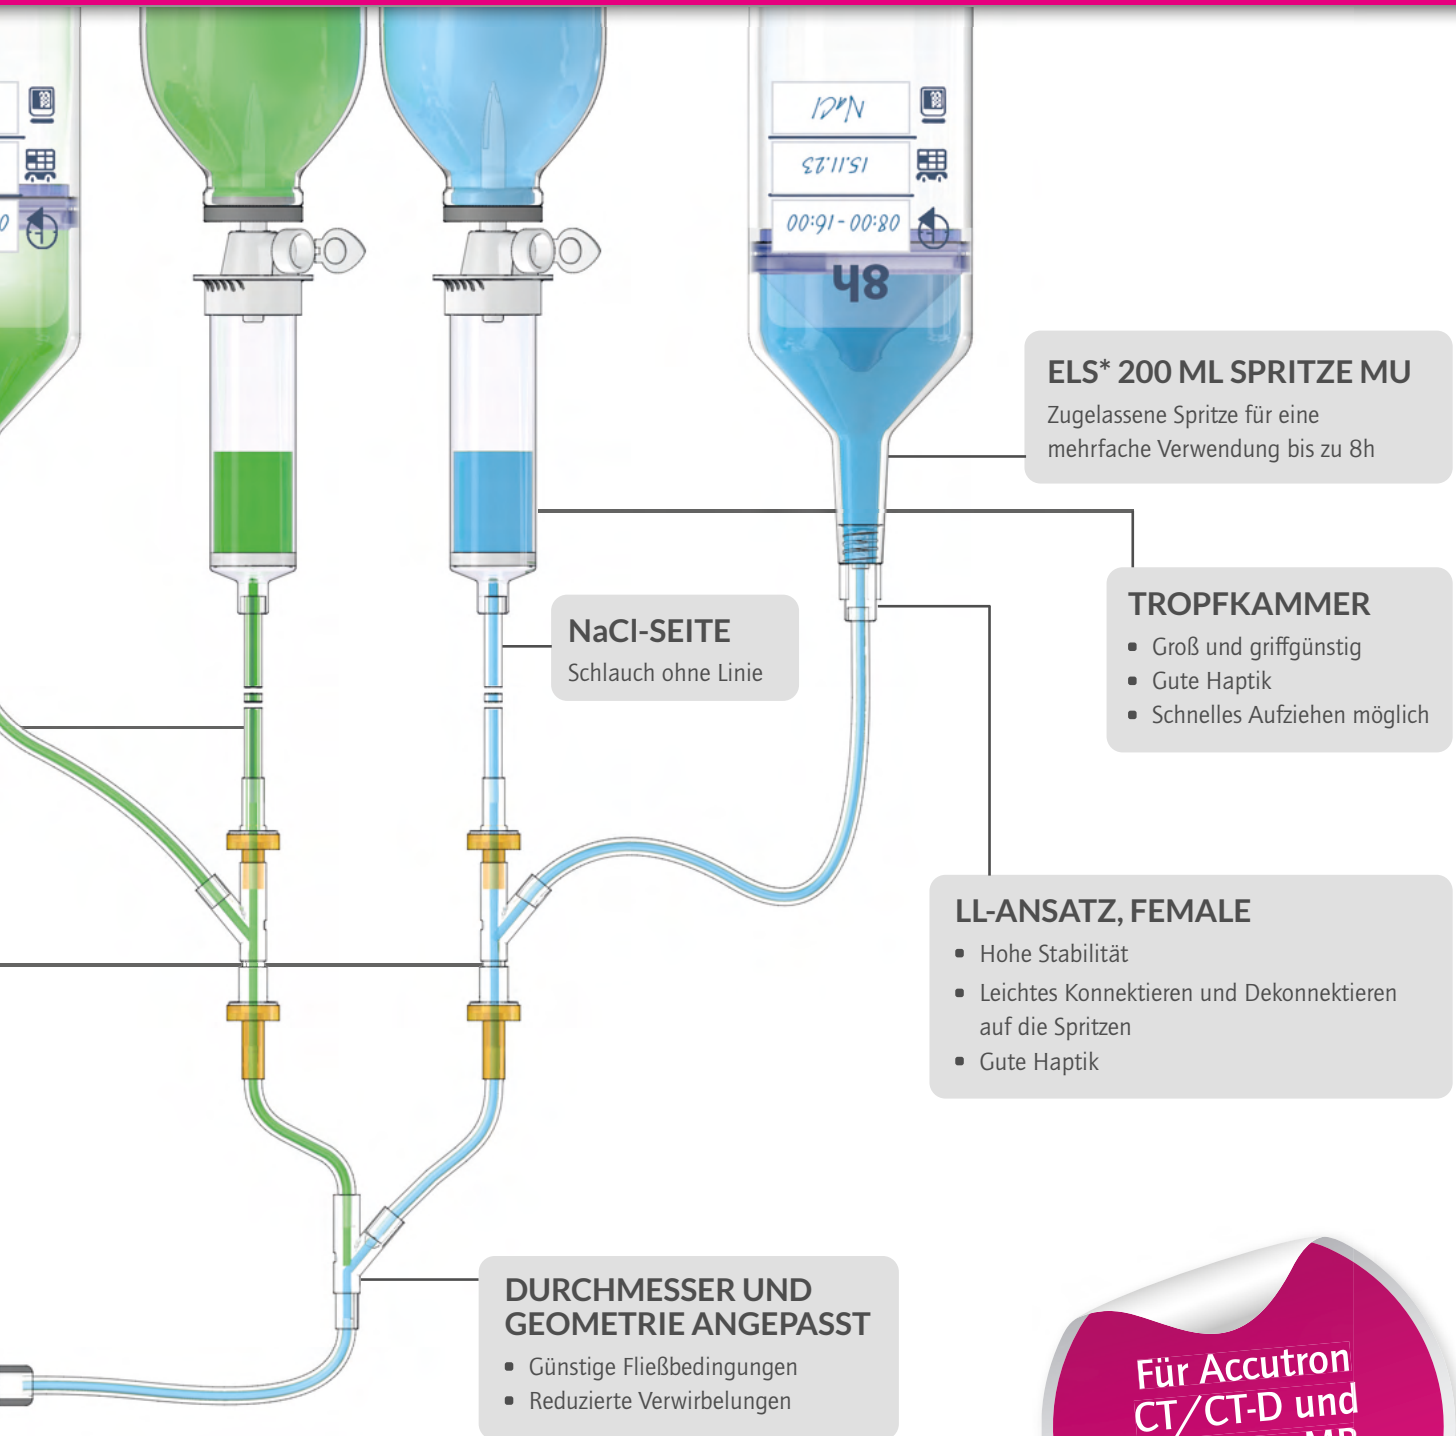 NaCl
15.11.23
08:00-16:00
8h
0
ELS* 200 ML SPRITZE MU
Zugelassene Spritze für eine
mehrfache Verwendung bis zu 8h
TROPFKAMMER
• Groß und griffgünstig
• Gute Haptik
• Schnelles Aufziehen möglich
NaCl-SEITE
Schlauch ohne Linie
LL-ANSATZ, FEMALE
• Hohe Stabilität
• Leichtes Konnektieren und Dekonnektieren
auf die Spritzen
• Gute Haptik
DURCHMESSER UND
GEOMETRIE ANGEPASST
• Günstige Fließbedingungen
• Reduzierte Verwirbelungen
Für Accutron
CT/CT-D und
MR